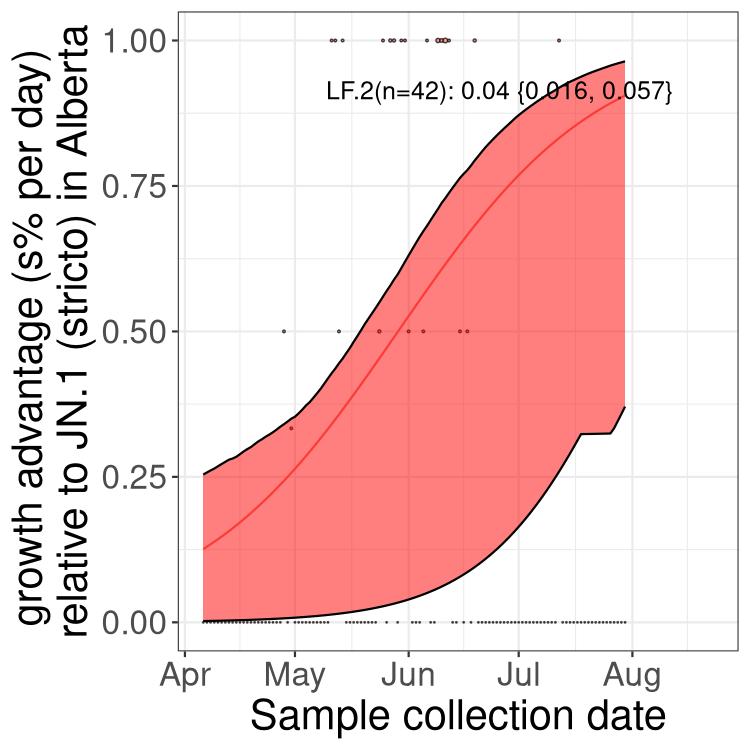 growth advantage (s% per day)
relative to JN.1 (stricto) in Alberta
1.00
0.75
0.50
0.25
0.00
LF.2(n=42): 0.04 {0.016, 0.057}
Apr May Jun Jul Aug
Sample collection date